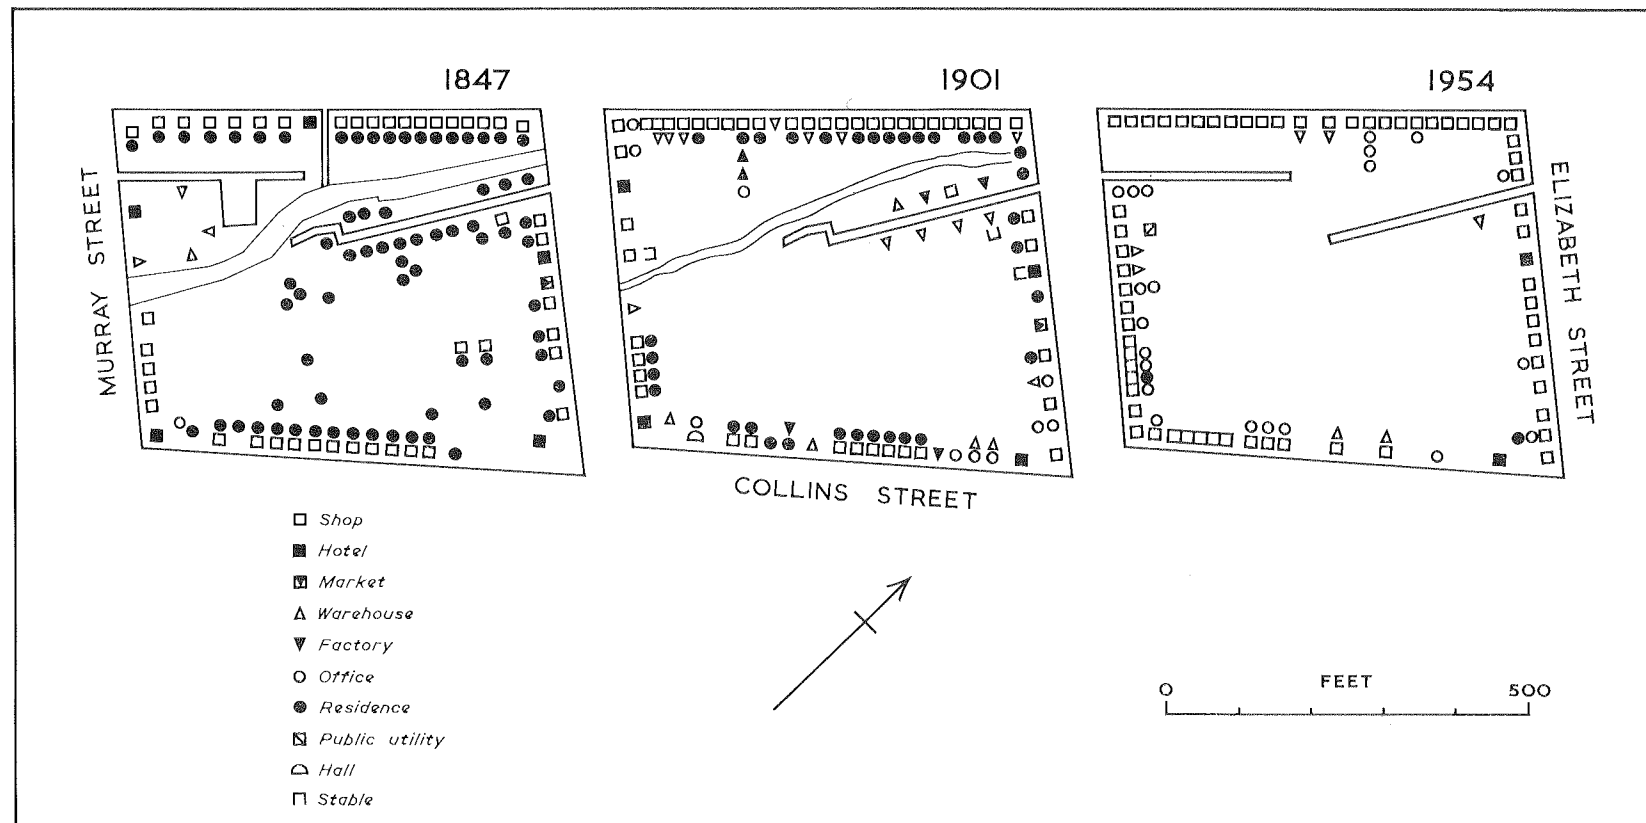 1847
1901
1954
MURRAY STREET
ELIZABETH STREET
COLLINS STREET
Shop
Hotel
Market
Warehouse
Factory
Office
Residence
Public utility
Hall
Stable
FEET
0 500